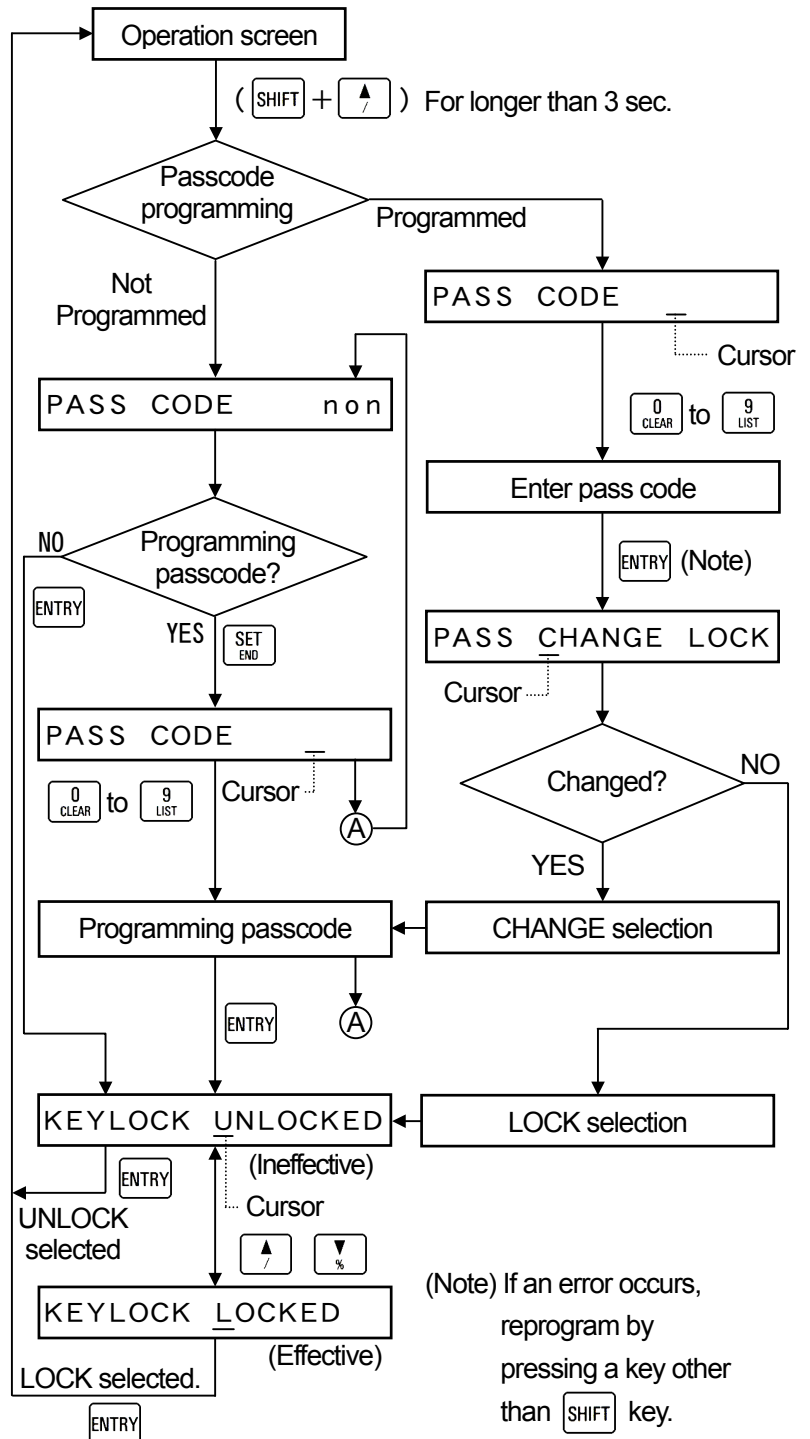 Operation screen
( SHIFT + ▲ / ) For longer than 3 sec.
Passcode
programming
Programmed
Not
Programmed
PASS CODE _
Cursor
PASS CODE non
0 CLEAR to 9 LIST
Enter pass code
NO
Programming
passcode?
ENTRY (Note)
ENTRY
YES SET END
PASS CHANGE LOCK
Cursor
PASS CODE _
0 CLEAR to 9 LIST
Cursor
A
Changed?
NO
YES
Programming passcode
CHANGE selection
ENTRY
A
KEYLOCK UNLOCKED
LOCK selection
(Ineffective)
ENTRY
Cursor
UNLOCK
selected
▲ / ▼ %
KEYLOCK LOCKED
(Effective)
LOCK selected.
ENTRY
(Note) If an error occurs,
reprogram by
pressing a key other
than SHIFT key.